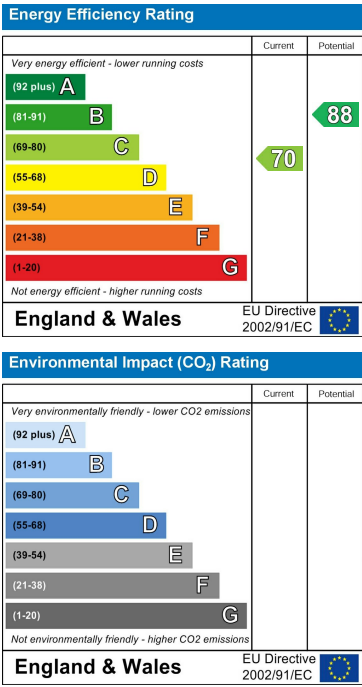 Energy Efficiency Rating
Current Potential
Very energy efficient - lower running costs
(92 plus) A
(81-91) B
88
(69-80) C
70
(55-68) D
(39-54) E
(21-38) F
(1-20) G
Not energy efficient - higher running costs
England & Wales
EU Directive
2002/91/EC
Environmental Impact (CO₂) Rating
Current Potential
Very environmentally friendly - lower CO2 emissions
(92 plus) A
(81-91) B
(69-80) C
(55-68) D
(39-54) E
(21-38) F
(1-20) G
Not environmentally friendly - higher CO2 emissions
England & Wales
EU Directive
2002/91/EC